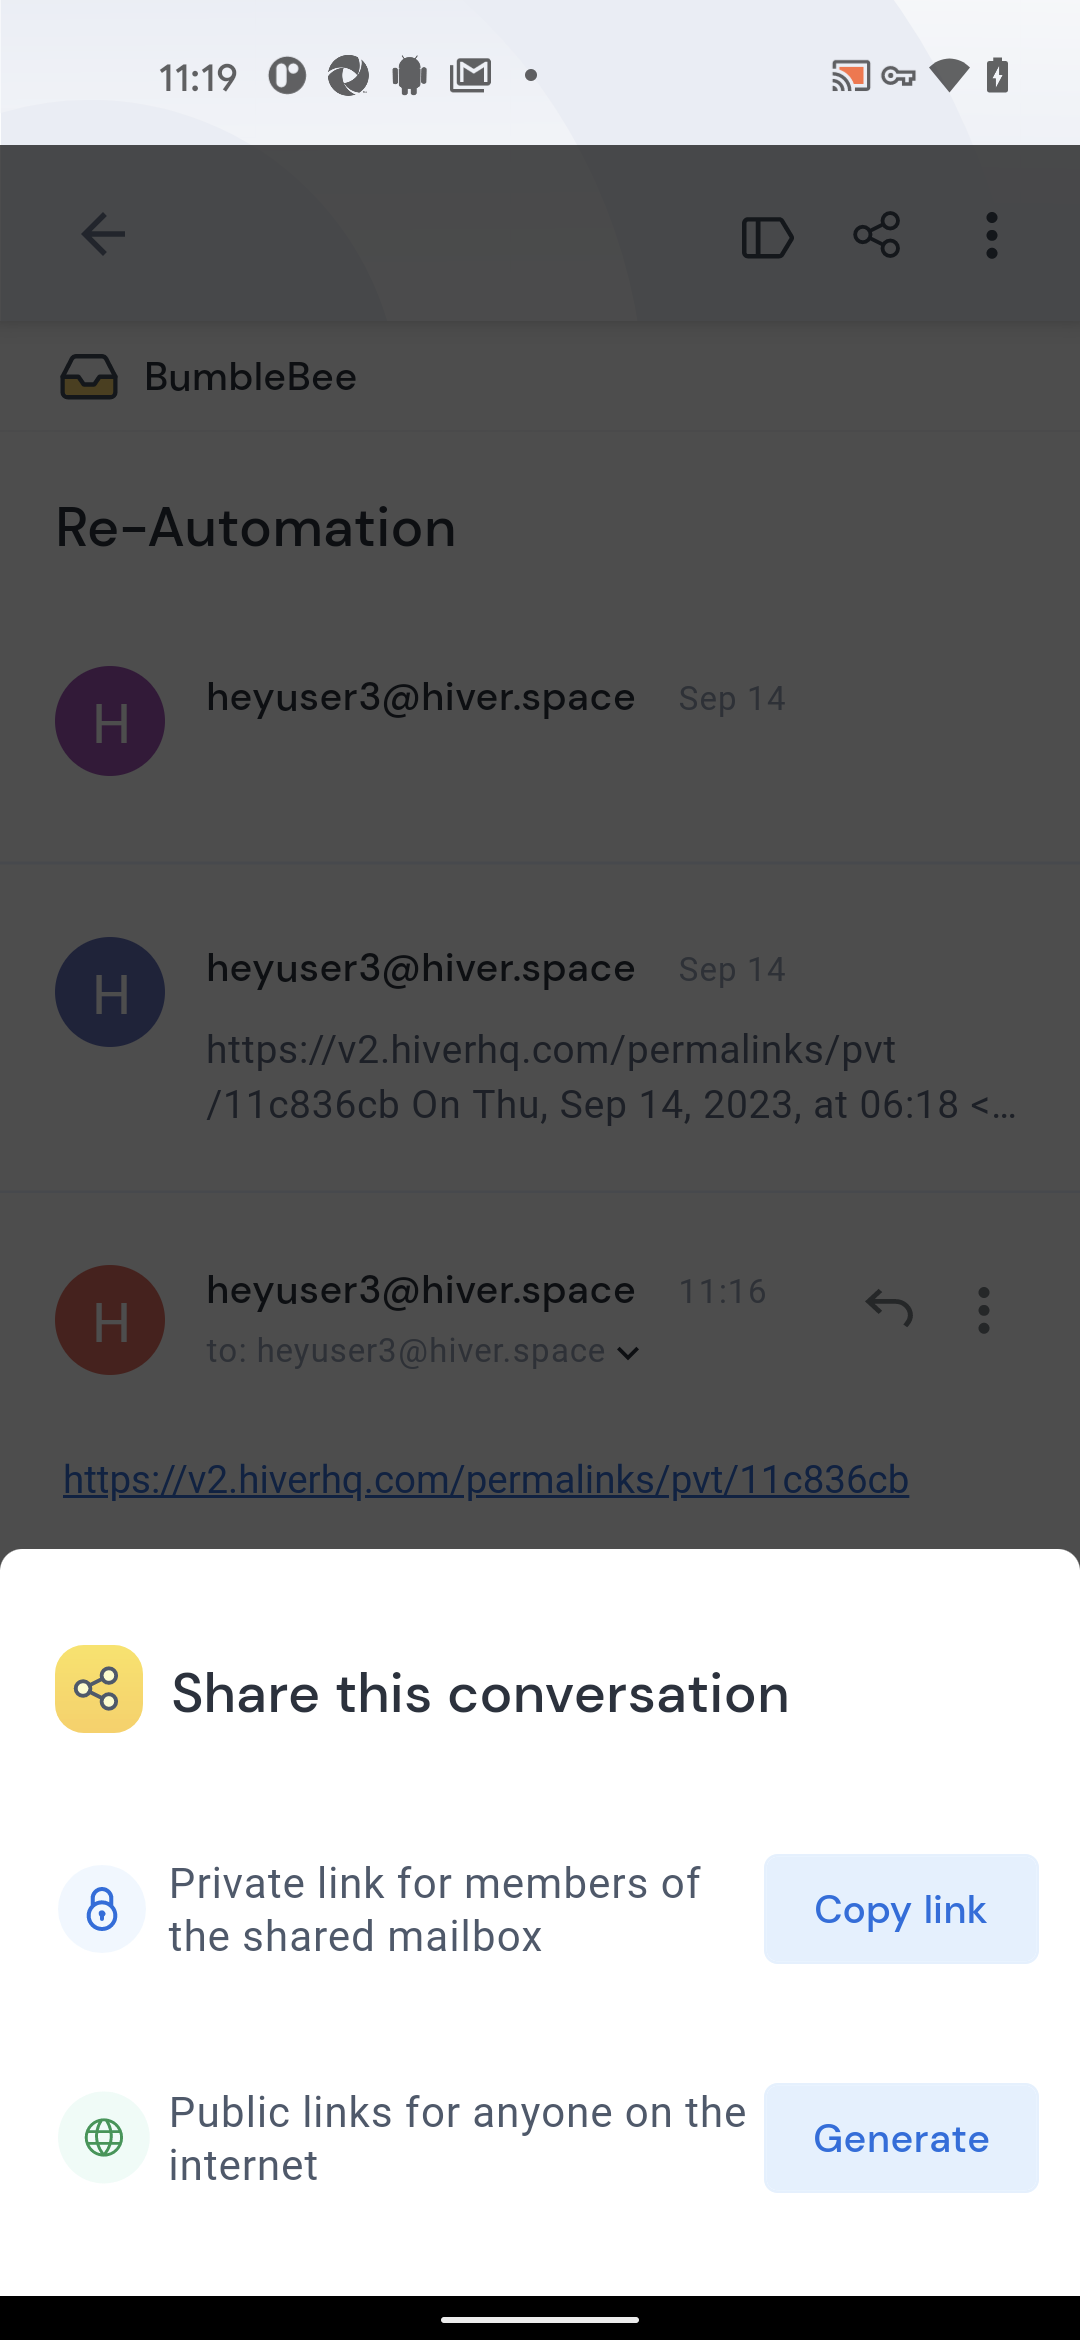 11:19
BumbleBee
Re-Automation
H
heyuser3@hiver.space Sep 14
H
heyuser3@hiver.space Sep 14
https://v2.hiverhq.com/permalinks/pvt
/11c836cb On Thu, Sep 14, 2023, at 06:18 <…
H
heyuser3@hiver.space 11:16
to: heyuser3@hiver.space
https://v2.hiverhq.com/permalinks/pvt/11c836cb
Share this conversation
Private link for members of
the shared mailbox
Copy link
Public links for anyone on the
internet
Generate